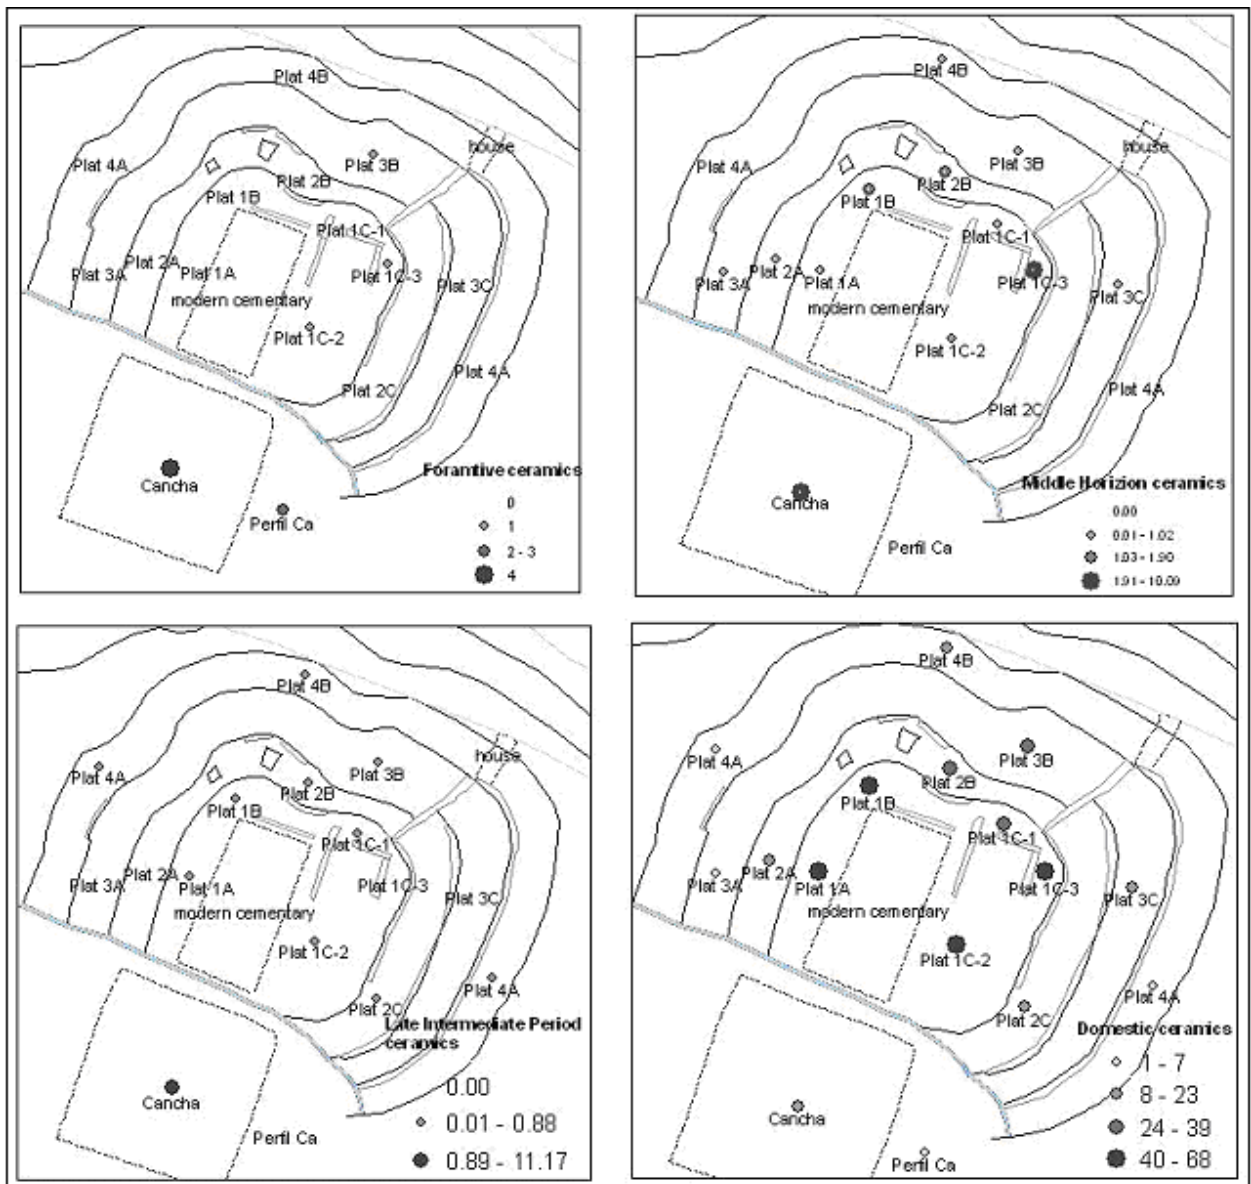 Plat 4B
house
Plat 4A
Plat 3B
Plat 2B
Plat 1B
Plat 1C-1
Plat 3A
Plat 2A
Plat 1A
Plat 1C-3
Plat 3C
modern cementary
Plat 1C-2
Plat 4A
Plat 2C
Forantive ceramics
Cancha
0
1
Perfil Ca
2 - 3
4
Plat 4B
house
Plat 3B
Plat 4A
Plat 2B
Plat 1B
Plat 1C-1
Plat 3A
Plat 2A
Plat 1A
Plat 1C-3
Plat 3C
modern cementary
Plat 1C-2
Plat 4A
Plat 2C
Middle Horizion ceramics
Cancha
0.00
0.01 - 1.02
Perfil Ca
1.03 - 1.90
1.91 - 10.09
Plat 4B
house
Plat 4A
Plat 3B
Plat 2B
Plat 1B
Plat 1C-1
Plat 3A
Plat 2A
Plat 1A
Plat 1C-3
Plat 3C
modern cementary
Plat 1C-2
Plat 4A
Plat 2C
Late Intermediate Period
ceramics
0.00
Cancha
0.01 - 0.88
Perfil Ca
0.89 - 11.17
Plat 4B
Plat 4A
Plat 3B
Plat 2B
Plat 1B
Plat 1C-1
Plat 3A
Plat 2A
Plat 1A
Plat 1C-3
Plat 3C
modern cementary
Plat 1C-2
Plat 4A
Plat 2C
Domestic ceramics
1 - 7
8 - 23
Cancha
24 - 39
Perfil Ca
40 - 68